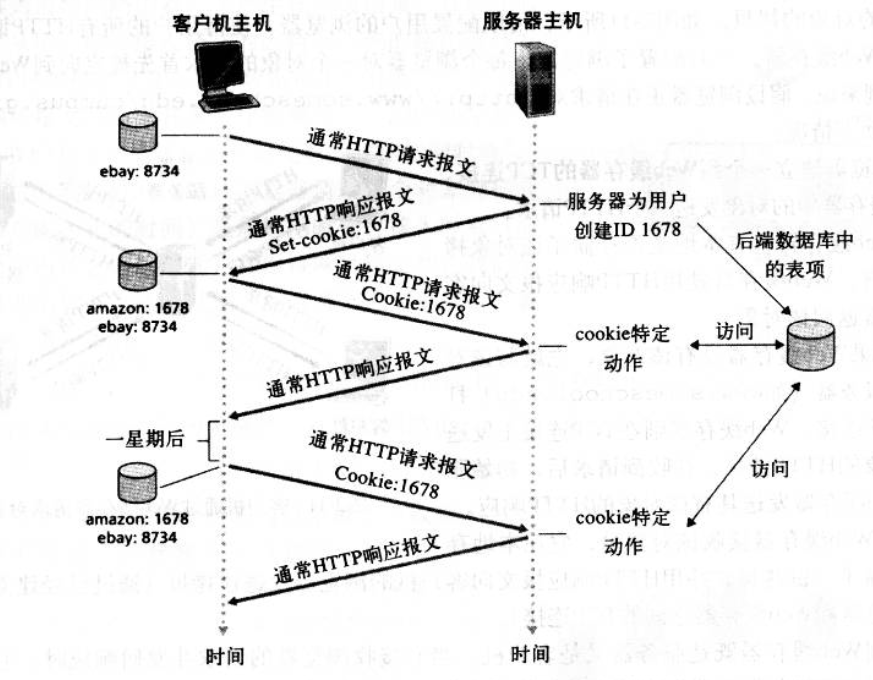 客户机主机
服务器主机
ebay: 8734
通常HTTP请求报文
服务器为用户
创建ID 1678
通常HTTP响应报文
Set-cookie:1678
后端数据库中
的表项
amazon: 1678
ebay: 8734
通常HTTP请求报文
Cookie:1678
cookie特定
动作
访问
通常HTTP响应报文
一星期后
通常HTTP请求报文
Cookie:1678
访问
amazon: 1678
ebay: 8734
cookie特定
动作
通常HTTP响应报文
时间
时间